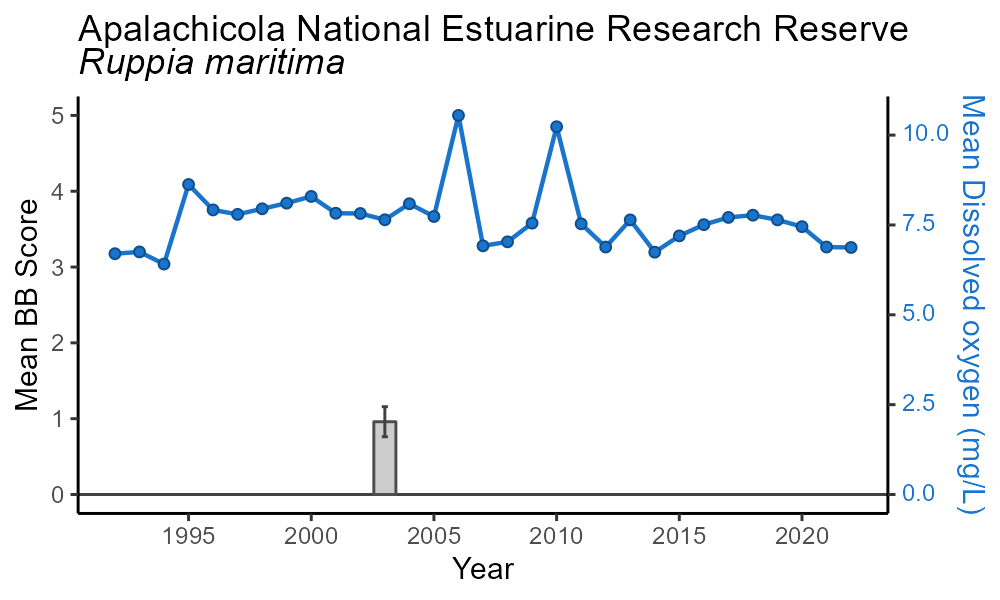 Apalachicola National Estuarine Research Reserve
Ruppia maritima
Mean BB Score
5
4
3
2
1
0
10.0
7.5
5.0
2.5
0.0
Mean Dissolved oxygen (mg/L)
1995 2000 2005 2010 2015 2020
Year